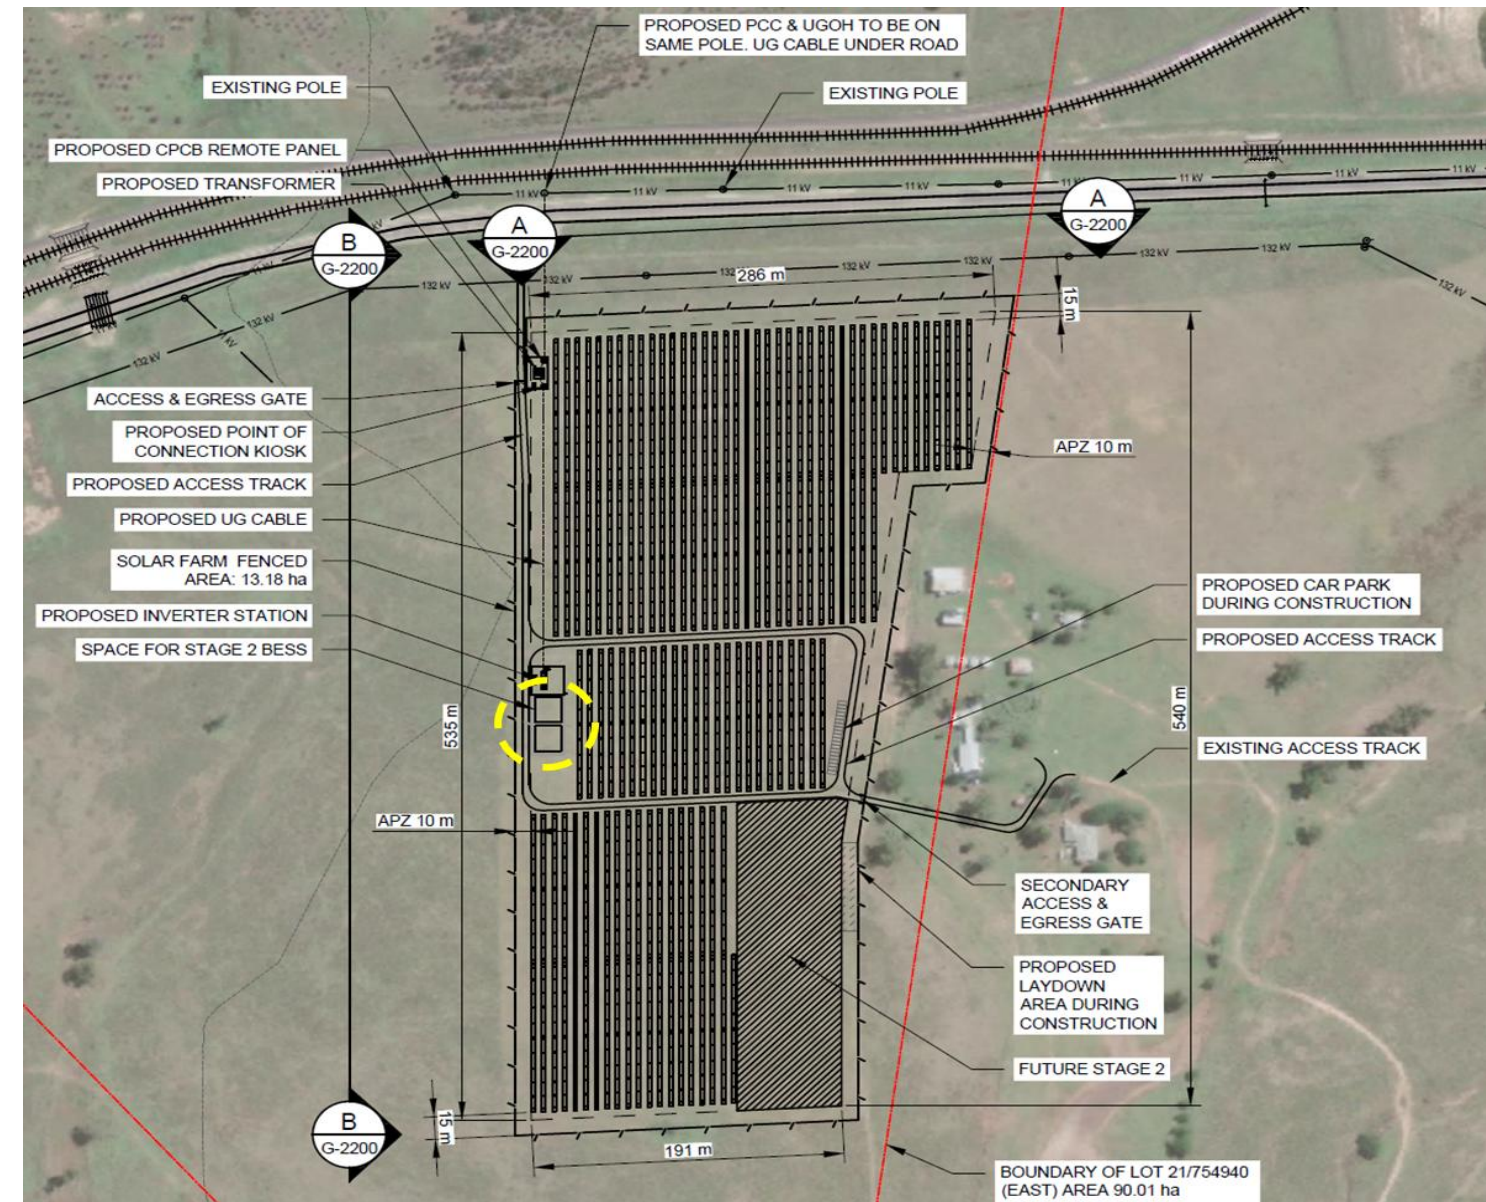 PROPOSED PCC & UGOH TO BE ON
SAME POLE. UG CABLE UNDER ROAD
EXISTING POLE
EXISTING POLE
PROPOSED CPCB REMOTE PANEL
PROPOSED TRANSFORMER
11 kV
11 kV
11 kV
11 kV
11 kV
11 kV
11 kV
A
G-2200
A
G-2200
B
G-2200
132 kV
132 kV
132 kV
132 kV
132 kV
132 kV
132 kV
132 kV
132 kV
132 kV
286 m
15 m
ACCESS & EGRESS GATE
PROPOSED POINT OF
CONNECTION KIOSK
PROPOSED ACCESS TRACK
PROPOSED UG CABLE
SOLAR FARM FENCED
AREA: 13.18 ha
PROPOSED INVERTER STATION
SPACE FOR STAGE 2 BESS
APZ 10 m
PROPOSED CAR PARK
DURING CONSTRUCTION
PROPOSED ACCESS TRACK
535 m
540 m
EXISTING ACCESS TRACK
APZ 10 m
SECONDARY
ACCESS &
EGRESS GATE
PROPOSED
LAYDOWN
AREA DURING
CONSTRUCTION
FUTURE STAGE 2
B
G-2200
15 m
191 m
BOUNDARY OF LOT 21/754940
(EAST) AREA 90.01 ha